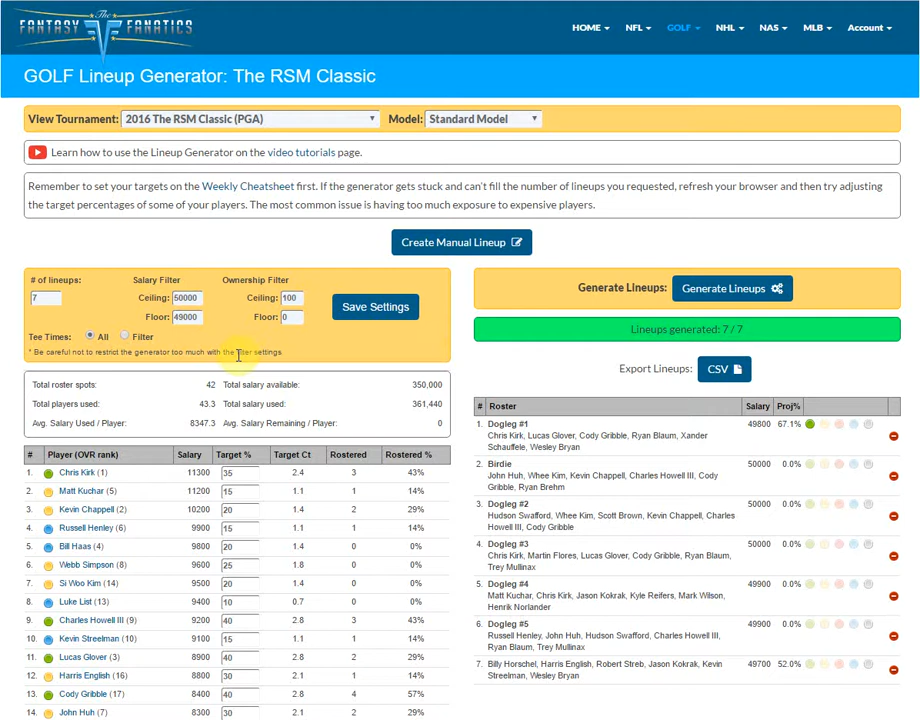 The
FANTASY FANATICS
HOME NFL GOLF NHL NAS MLB Account
GOLF Lineup Generator: The RSM Classic
View Tournament: 2016 The RSM Classic (PGA) Model: Standard Model
Learn how to use the Lineup Generator on the video tutorials page.
Remember to set your targets on the Weekly Cheatsheet first. If the generator gets stuck and can't fill the number of lineups you requested, refresh your browser and then try adjusting
the target percentages of some of your players. The most common issue is having too much exposure to expensive players.
Create Manual Lineup
# of lineups: Salary Filter Ownership Filter
7 Ceiling: 50000 Ceiling: 100
Floor: 49000 Floor: 0
Save Settings
Tee Times: All Filter
* Be careful not to restrict the generator too much with the filter settings.
Generate Lineups: Generate Lineups
Lineups generated: 7 / 7
Export Lineups: CSV
Total roster spots: 42 Total salary available: 350,000
Total players used: 43.3 Total salary used: 361,440
Avg. Salary Used / Player: 8347.3 Avg. Salary Remaining / Player: 0
# Player (OVR rank) Salary Target % Target Ct Rostered Rostered %
1. Chris Kirk (1) 11300 35 2.4 3 43%
2. Matt Kuchar (5) 11200 15 1.1 1 14%
3. Kevin Chappell (2) 10200 20 1.4 2 29%
4. Russell Henley (6) 9900 15 1.1 1 14%
5. Bill Haas (4) 9800 20 1.4 0 0%
6. Webb Simpson (8) 9600 25 1.8 0 0%
7. Si Woo Kim (14) 9500 20 1.4 0 0%
8. Luke List (13) 9400 10 0.7 0 0%
9. Charles Howell III (9) 9200 40 2.8 3 43%
10. Kevin Streelman (10) 9100 15 1.1 1 14%
11. Lucas Glover (3) 8900 40 2.8 2 29%
12. Harris English (16) 8800 30 2.1 1 14%
13. Cody Gribble (17) 8400 40 2.8 4 57%
14. John Huh (7) 8300 30 2.1 2 29%
# Roster Salary Proj%
1. Dogleg #1 49800 67.1%
Chris Kirk, Lucas Glover, Cody Gribble, Ryan Blaum, Xander
Schauffele, Wesley Bryan
2. Birdie 50000 0.0%
John Huh, Whee Kim, Kevin Chappell, Charles Howell III, Cody
Gribble, Ryan Brehm
3. Dogleg #2 50000 0.0%
Hudson Swafford, Whee Kim, Scott Brown, Kevin Chappell, Charles
Howell III, Cody Gribble
4. Dogleg #3 50000 0.0%
Chris Kirk, Martin Flores, Lucas Glover, Cody Gribble, Ryan Blaum,
Trey Mullinax
5. Dogleg #4 49900 0.0%
Matt Kuchar, Chris Kirk, Jason Kokrak, Kyle Reifers, Mark Wilson,
Henrik Norlander
6. Dogleg #5 49900 0.0%
Russell Henley, John Huh, Hudson Swafford, Charles Howell III,
Ryan Blaum, Trey Mullinax
7. Billy Horschel, Harris English, Robert Streb, Jason Kokrak, Kevin 49700 52.0%
Streelman, Wesley Bryan